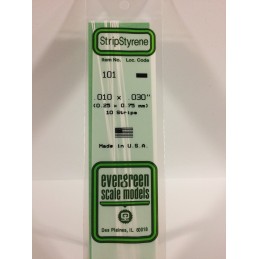 StripStyrene
Item No. Loc. Code
101
.010 x .030"
(0.25 x 0.75 mm)
10 Strips
Made in U.S.A.
evergreen
scale models
Des Plaines, IL 60018